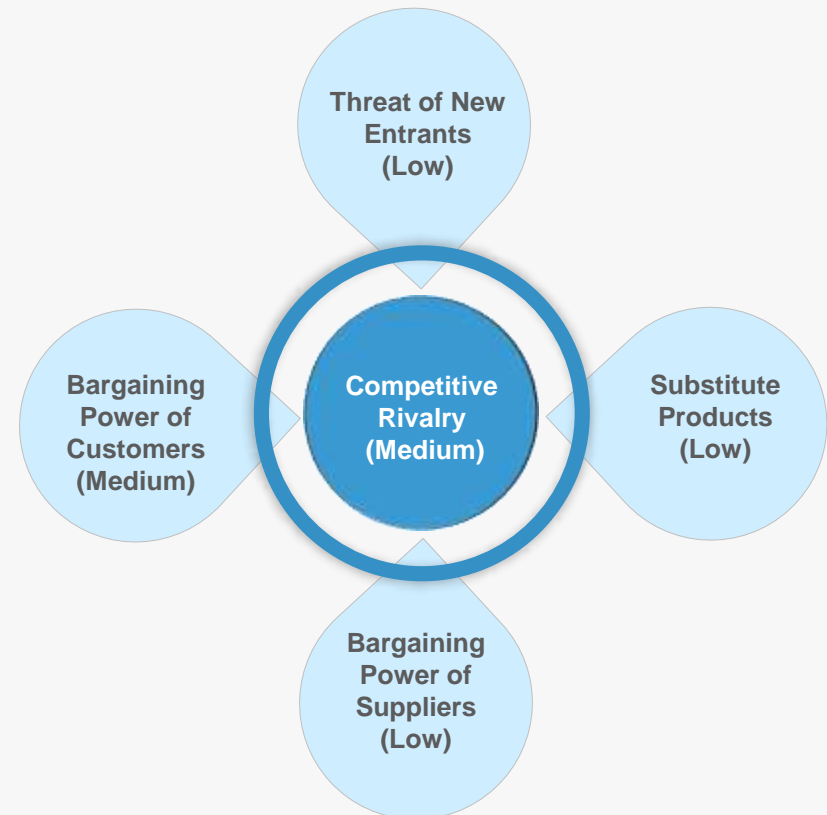 Threat of New
Entrants
(Low)
Bargaining
Power of
Customers
(Medium)
Competitive
Rivalry
(Medium)
Substitute
Products
(Low)
Bargaining
Power of
Suppliers
(Low)